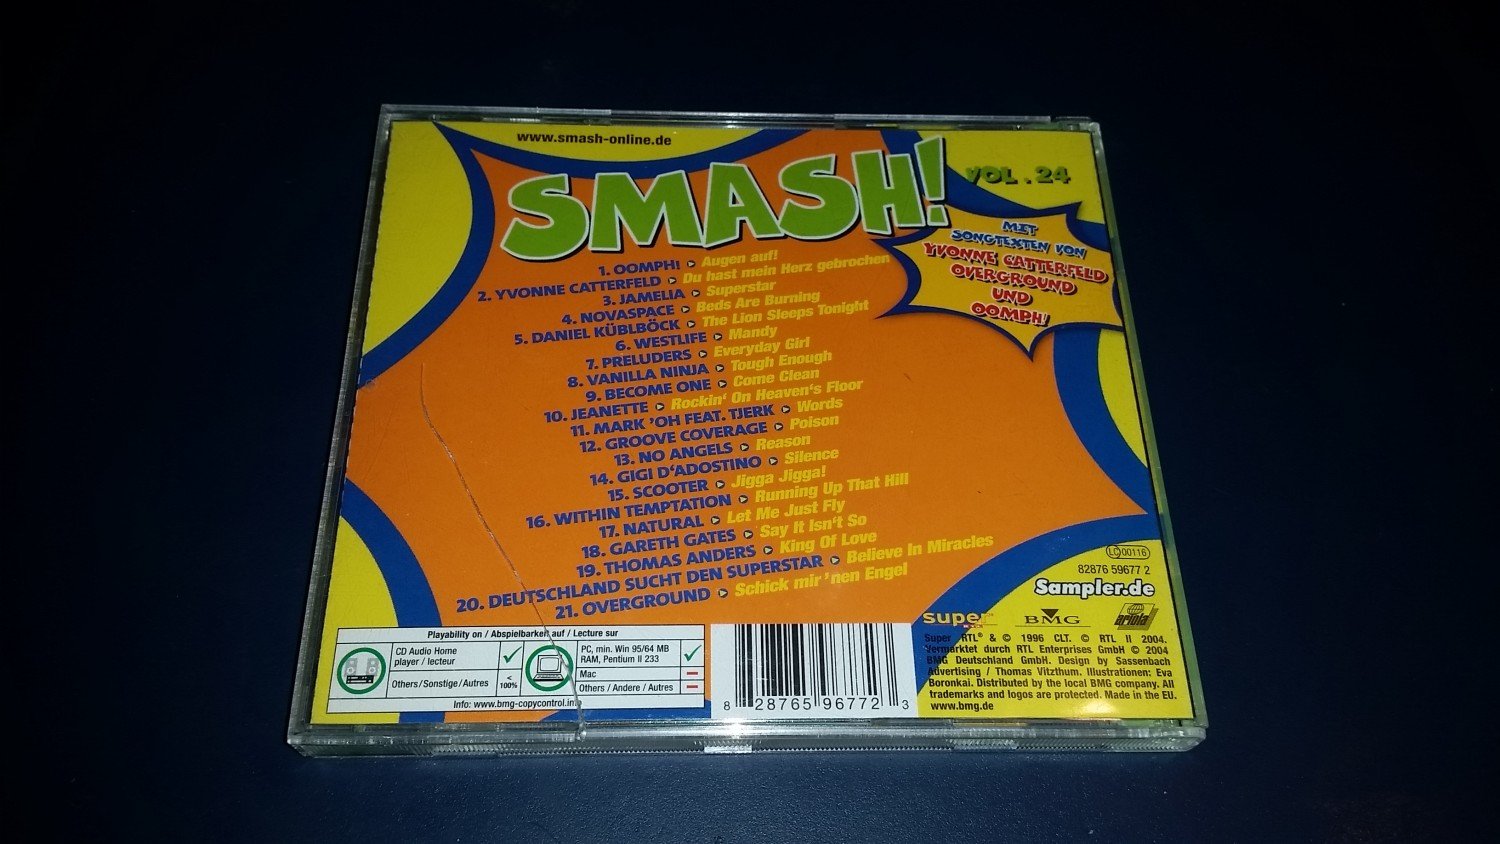 www.smash-online.de
SMASH!
VOL. 24
MIT
SONGTEXTEN VON
YVONNE CATTERFELD
OVERGROUND
UND
OOMPH!
1. OOMPH! Augen auf!
2. YVONNE CATTERFELD Du hast mein Herz gebrochen
3. JAMELIA Superstar
4. NOVASPACE Beds Are Burning
5. DANIEL KÜBLBÖCK The Lion Sleeps Tonight
6. WESTLIFE Mandy
7. PRELUDERS Everyday Girl
8. VANILLA NINJA Tough Enough
9. BECOME ONE Come Clean
10. JEANETTE Rockin' On Heaven's Floor
11. MARK 'OH FEAT. TJERK Words
12. GROOVE COVERAGE Poison
13. NO ANGELS Reason
14. GIGI D'ADOSTINO Silence
15. SCOOTER Jigga Jigga!
16. WITHIN TEMPTATION Running Up That Hill
17. NATURAL Let Me Just Fly
18. GARETH GATES Say It Isn't So
19. THOMAS ANDERS King Of Love
20. DEUTSCHLAND SUCHT DEN SUPERSTAR Believe In Miracles
21. OVERGROUND Schick mir 'nen Engel
LC 00116
82876 59677 2
Sampler.de
super
BMG
ariola
Super RTL® & © 1996 CLT. © RTL II 2004.
Vermarktet durch RTL Enterprises GmbH © 2004
BMG Deutschland GmbH. Design by Sassenbach
Advertising / Thomas Vitzthum. Illustrationen: Eva
Boronkai. Distributed by the local BMG company. All
trademarks and logos are protected. Made in the EU.
www.bmg.de
Playability on / Abspielbarkeit auf / Lecture sur
CD Audio Home
player / lecteur
Others/Sonstige/Autres
<
100%
PC, min. Win 95/64 MB
RAM, Pentium II 233
Mac
Others / Andere / Autres
Info: www.bmg-copycontrol.info
8 28765 96772 3